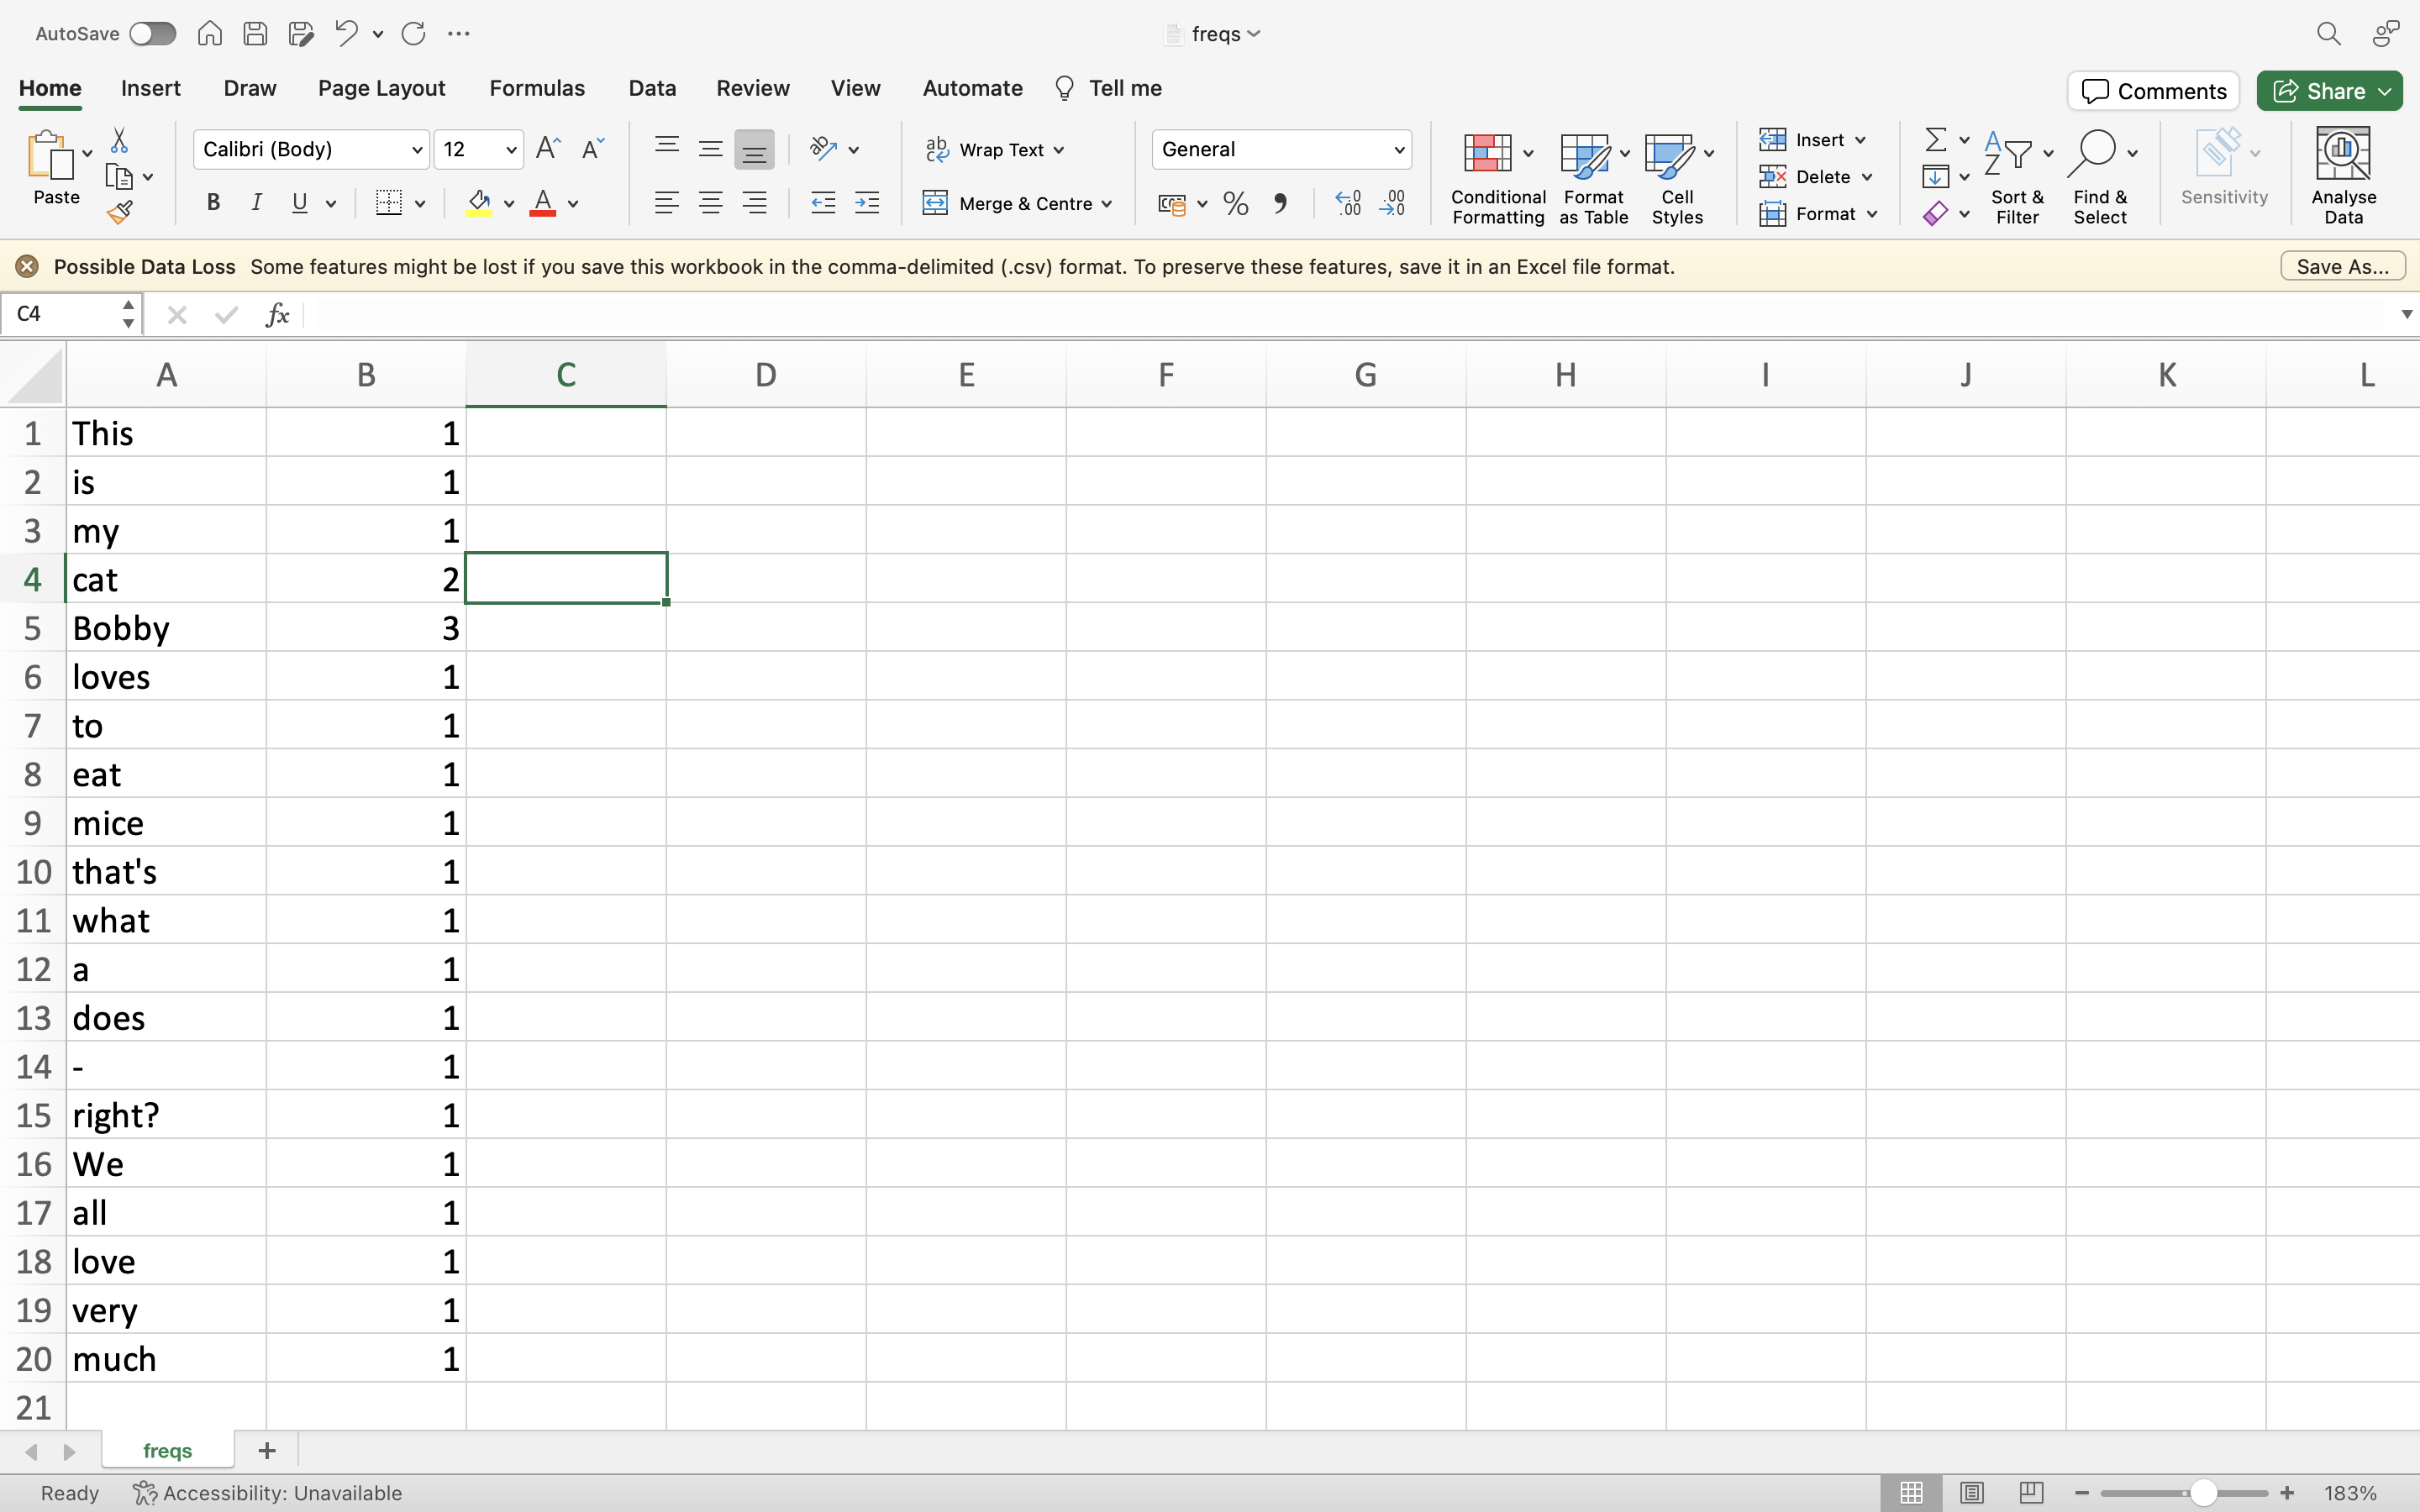 AutoSave freqs
Home Insert Draw Page Layout Formulas Data Review View Automate Tell me Comments Share
Paste Calibri (Body) 12 A A B I U A ab c Wrap Text Merge & Centre General % .0 .00 .00 .0 Conditional Formatting Format as Table Cell Styles Insert Delete Format A Z Sort & Filter Find & Select Sensitivity Analyse Data
Possible Data Loss Some features might be lost if you save this workbook in the comma-delimited (.csv) format. To preserve these features, save it in an Excel file format. Save As...
C4 fx
A B C D E F G H I J K L
1 This 1
2 is 1
3 my 1
4 cat 2
5 Bobby 3
6 loves 1
7 to 1
8 eat 1
9 mice 1
10 that's 1
11 what 1
12 a 1
13 does 1
14 - 1
15 right? 1
16 We 1
17 all 1
18 love 1
19 very 1
20 much 1
21
freqs +
Ready Accessibility: Unavailable 183%